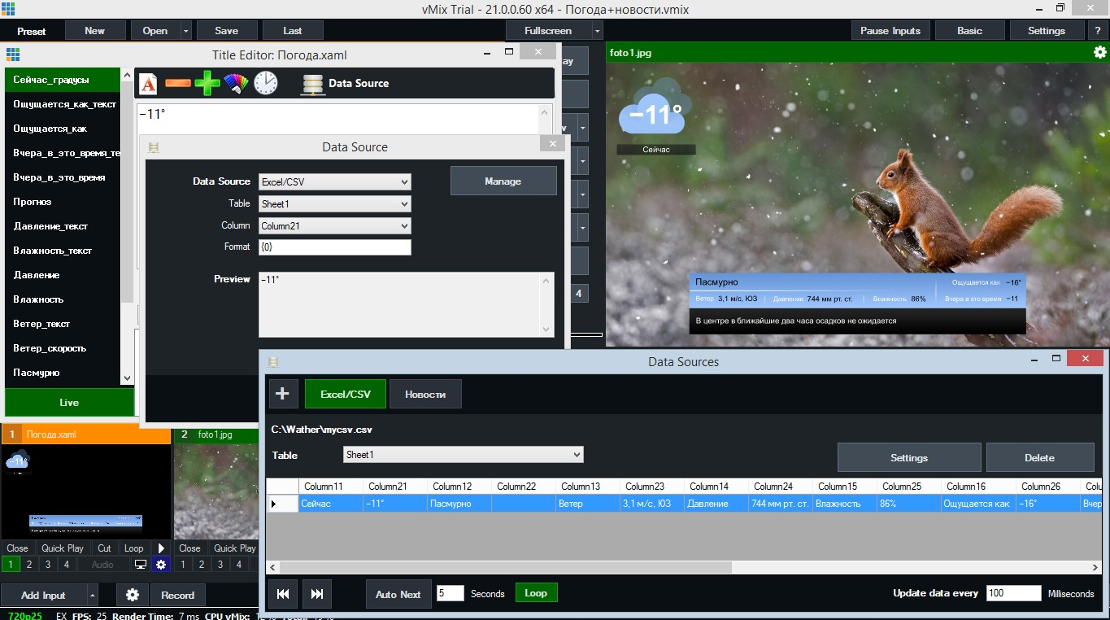 vMix Trial - 21.0.0.60 x64 - Погода+новости.vmix
Preset New Open Save Last Fullscreen Pause Inputs Basic Settings ?
Title Editor: Погода.xaml
foto1.jpg
Сейчас_градусы
Ощущается_как_текст
Ощущается_как
Вчера_в_это_время_те
Вчера_в_это_время
Прогноз
Давление_текст
Влажность_текст
Давление
Влажность
Ветер_текст
Ветер_скорость
Пасмурно
Live
A Data Source
-11°
Data Source
Data Source Excel/CSV Manage
Table Sheet1
Column Column21
Format {0}
Preview -11°
ay
v
4
-11°
Сейчас
Пасмурно Ощущается как -16°
Ветер 3,1 м/с, ЮЗ Давление 744 мм рт. ст. Влажность 86% Вчера в это время -11
В центре в ближайшие два часа осадков не ожидается
Data Sources
+ Excel/CSV Новости
C:\Wather\mycsv.csv
Table Sheet1 Settings Delete
Column11 Column21 Column12 Column22 Column13 Column23 Column14 Column24 Column15 Column25 Column16 Column26 Colu
Сейчас -11° Пасмурно Ветер 3,1 м/с, ЮЗ Давление 744 мм рт. ст. Влажность 86% Ощущается как -16° Вчер
Auto Next 5 Seconds Loop Update data every 100 Milliseconds
1 Погода.xaml 2 foto1.jpg
Close Quick Play Cut Loop Close Quick Play
1 2 3 4 Audio 1 2 3 4
Add Input Record
720p25 EX FPS: 25 Render Time: 7 ms CPU vMix: